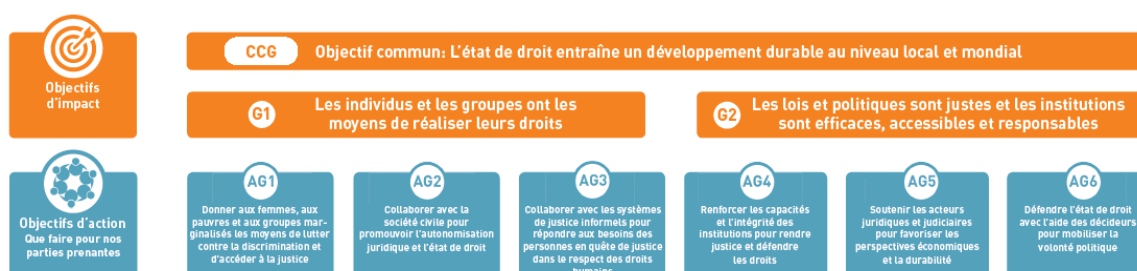 CCG Objectif commun: L'état de droit entraîne un développement durable au niveau local et mondial
Objectifs
d'impact
G1 Les individus et les groupes ont les
moyens de réaliser leurs droits
G2 Les lois et politiques sont justes et les institutions
sont efficaces, accessibles et responsables
Objectifs d'action
Que faire pour nos
parties prenantes
AG1
Donner aux femmes, aux
pauvres et aux groupes mar-
ginalisés les moyens de lutter
contre la discrimination et
d'accéder à la justice
AG2
Collaborer avec la
société civile pour
promouvoir l'autonomisation
juridique et l'état de droit
AG3
Collaborer avec les systèmes
de justice informels pour
répondre aux besoins des
personnes en quête de justice
dans le respect des droits
humains
AG4
Renforcer les capacités
et l'intégrité des
institutions pour rendre
justice et défendre
les droits
AG5
Soutenir les acteurs
juridiques et judiciaires
pour favoriser les
perspectives économiques
et la durabilité
AG6
Défendre l'état de droit
avec l'aide des décideurs
pour mobiliser la
volonté politique